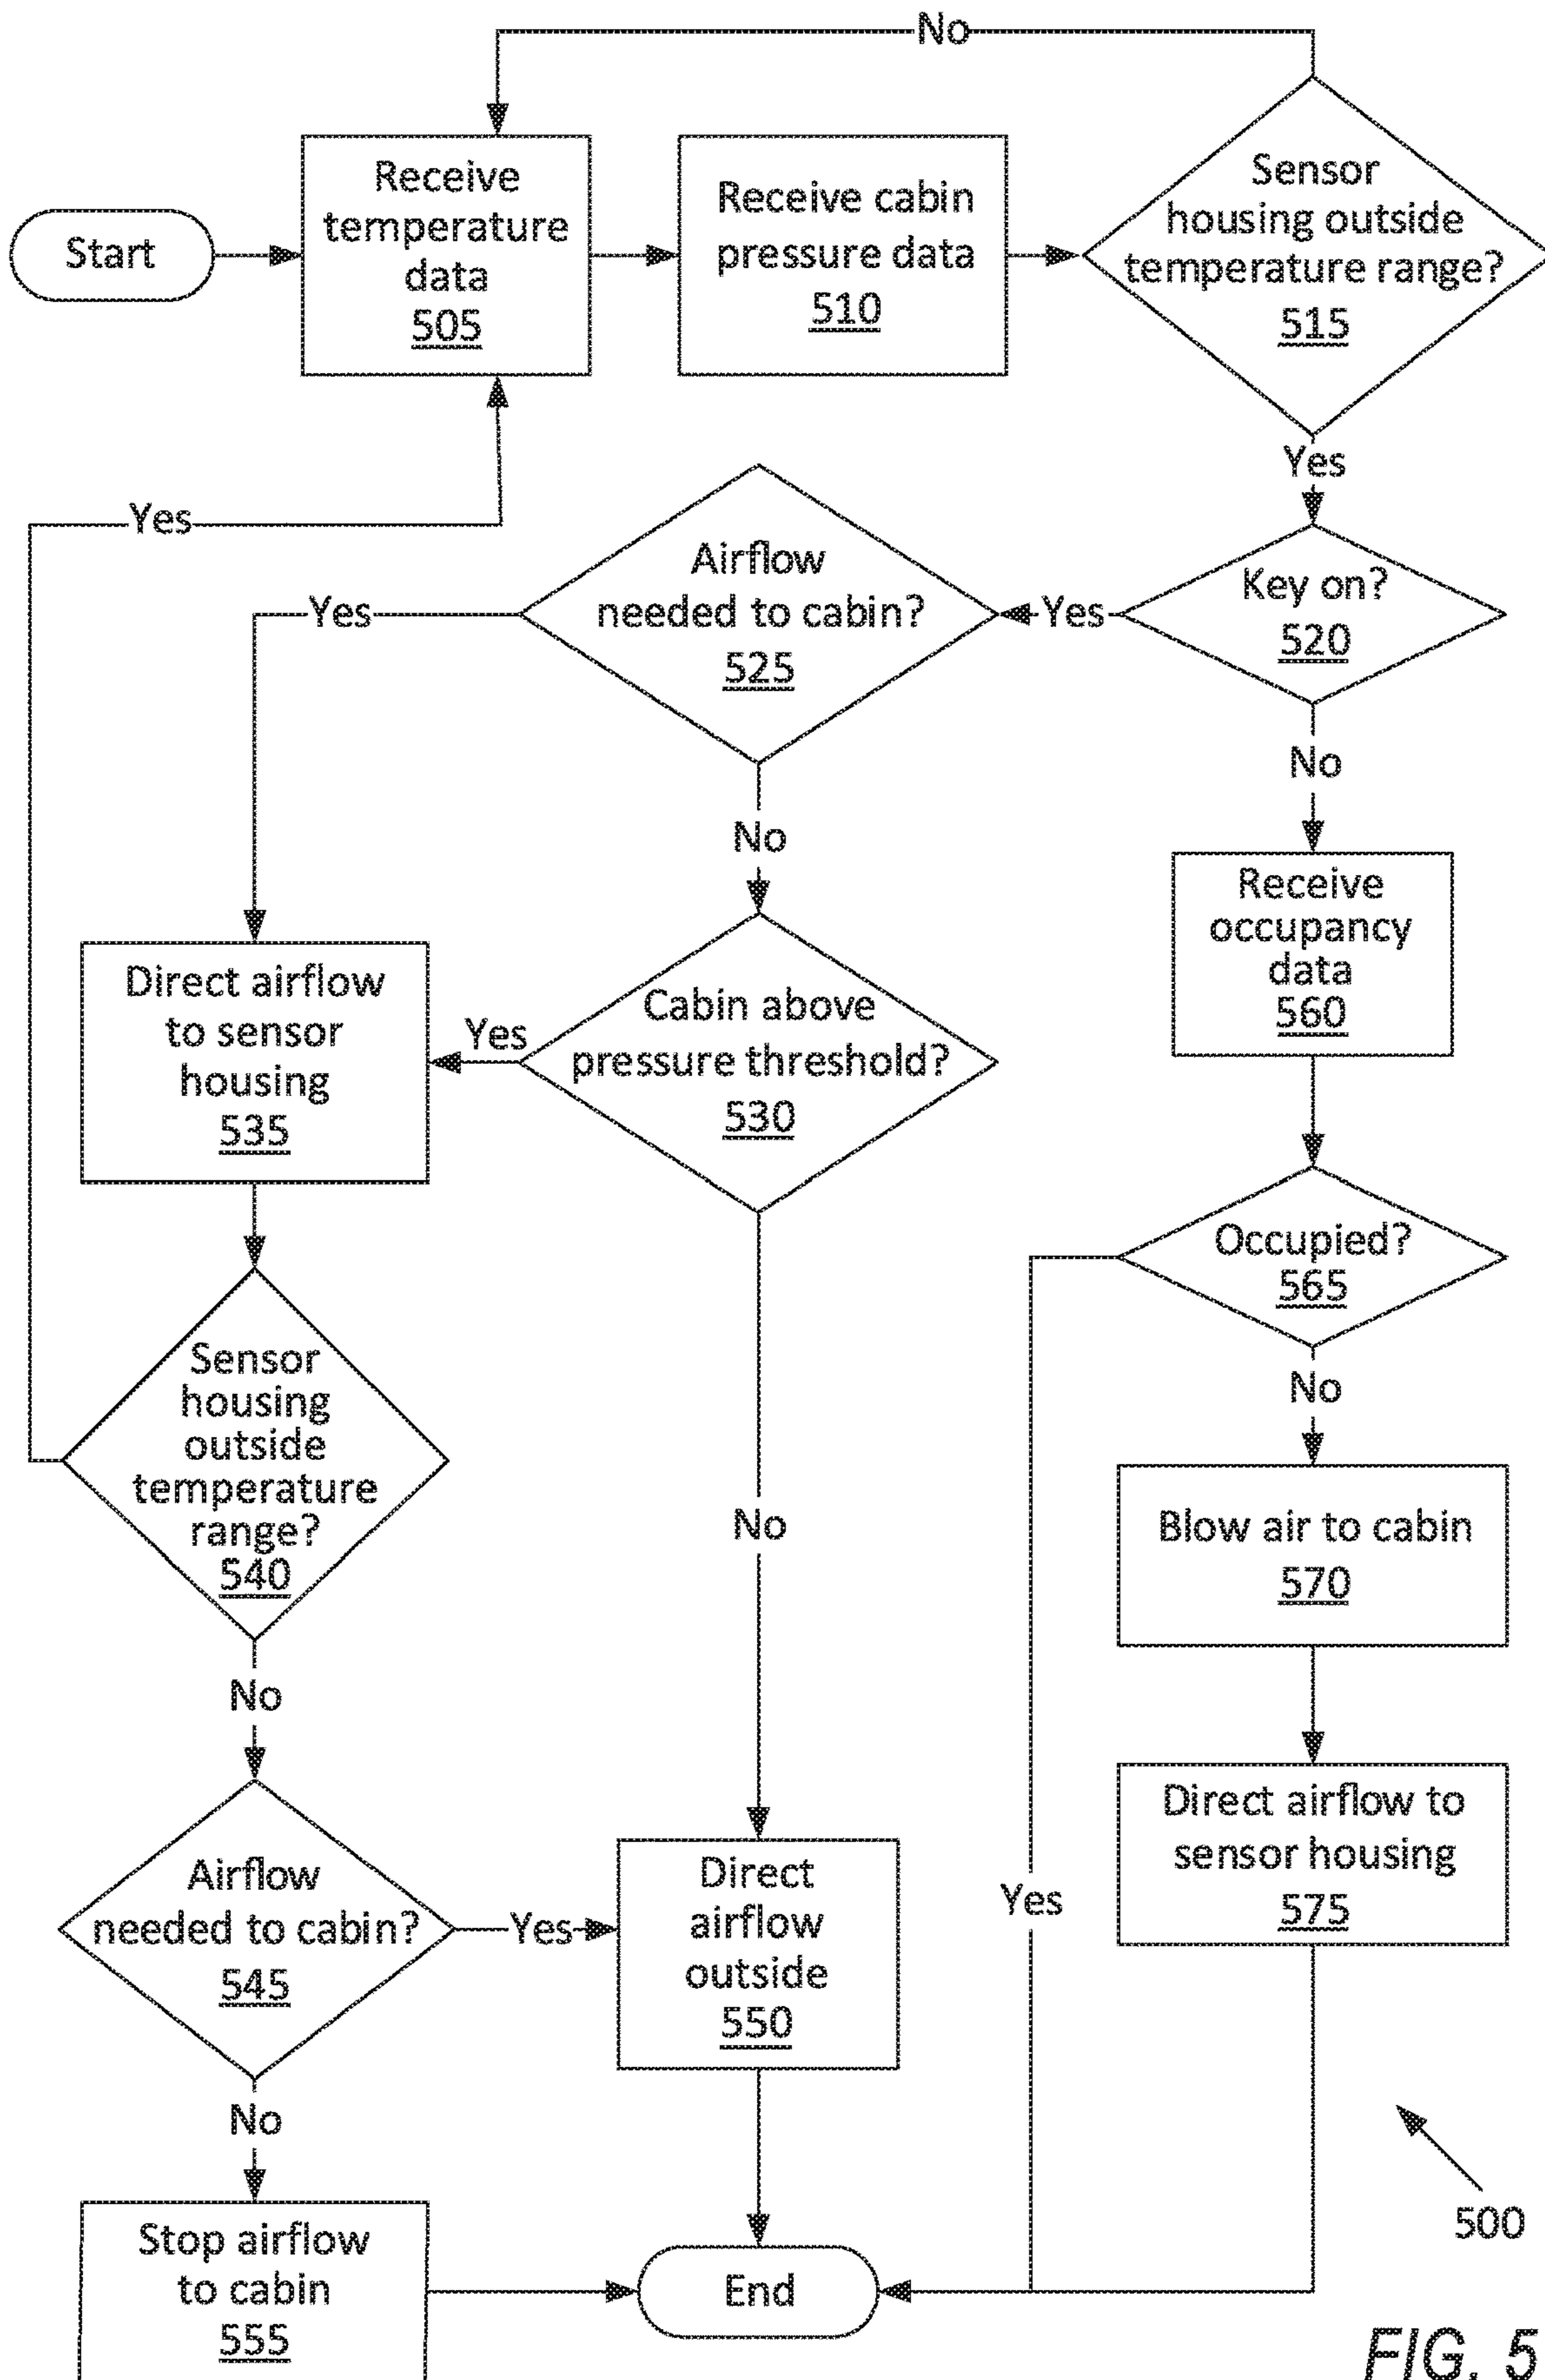 No
Start
Receive
temperature
data
505
Receive cabin
pressure data
510
Sensor
housing outside
temperature range?
515
Yes
Yes
Airflow
needed to cabin?
525
Yes
Key on?
520
Yes
No
No
Receive
occupancy
data
560
Direct airflow
to sensor
housing
535
Yes
Cabin above
pressure threshold?
530
Occupied?
565
Sensor
housing
outside
temperature
range?
540
No
No
Blow air to cabin
570
No
Direct airflow to
sensor housing
575
Airflow
needed to cabin?
545
Yes
Direct
airflow
outside
550
Yes
No
500
Stop airflow
to cabin
555
End
FIG. 5